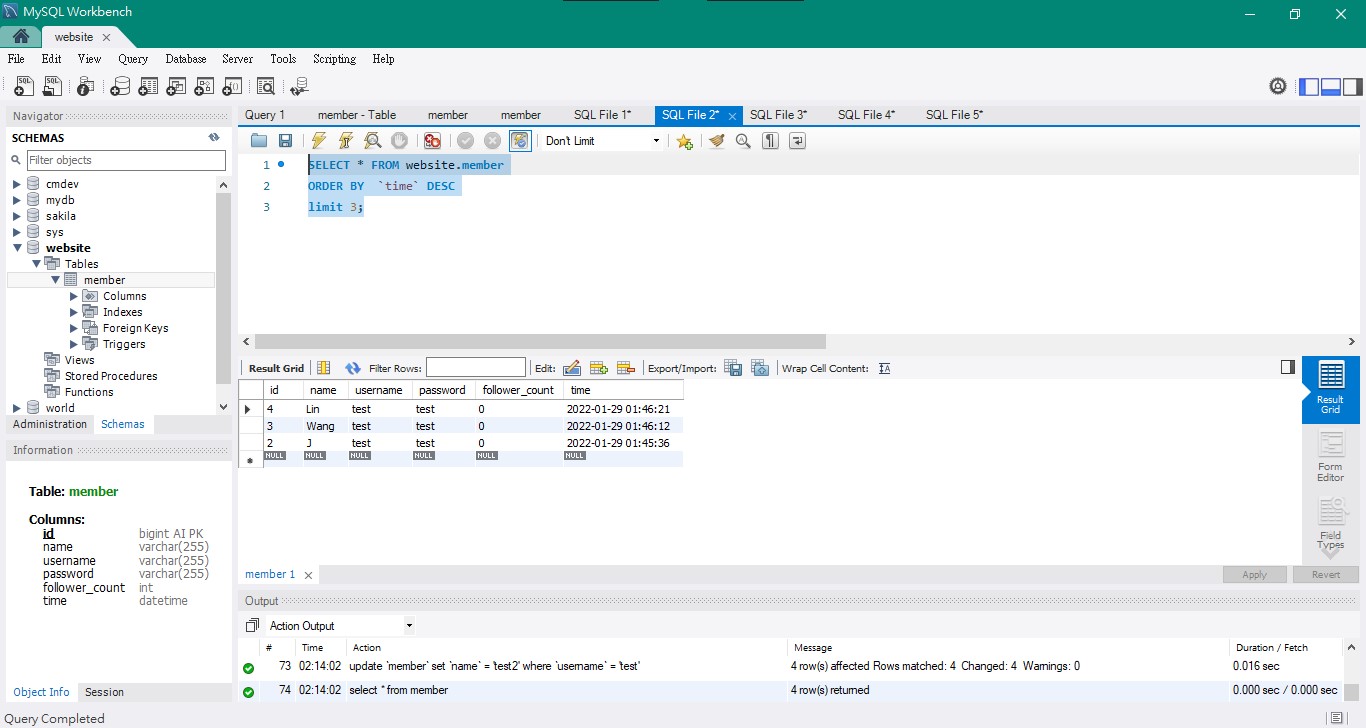 MySQL Workbench
website
File Edit View Query Database Server Tools Scripting Help
Navigator
SCHEMAS
Filter objects
cmdev
mydb
sakila
sys
website
Tables
member
Columns
Indexes
Foreign Keys
Triggers
Views
Stored Procedures
Functions
world
Administration Schemas
Information
Table: member
Columns:
id bigint AI PK
name varchar(255)
username varchar(255)
password varchar(255)
follower_count int
time datetime
Object Info Session
Query 1 member - Table member member SQL File 1* SQL File 2* SQL File 3* SQL File 4* SQL File 5*
Don't Limit
1 SELECT * FROM website.member
2 ORDER BY `time` DESC
3 limit 3;
Result Grid Filter Rows: Edit: Export/Import: Wrap Cell Content:
id name username password follower_count time
4 Lin test test 0 2022-01-29 01:46:21
3 Wang test test 0 2022-01-29 01:46:12
2 J test test 0 2022-01-29 01:45:36
NULL NULL NULL NULL NULL NULL
Result
Grid
Form
Editor
Field
Types
member 1
Apply Revert
Output
Action Output
# Time Action Message Duration / Fetch
73 02:14:02 update `member` set `name` = 'test2' where `username` = 'test' 4 row(s) affected Rows matched: 4 Changed: 4 Warnings: 0 0.016 sec
74 02:14:02 select * from member 4 row(s) returned 0.000 sec / 0.000 sec
Query Completed